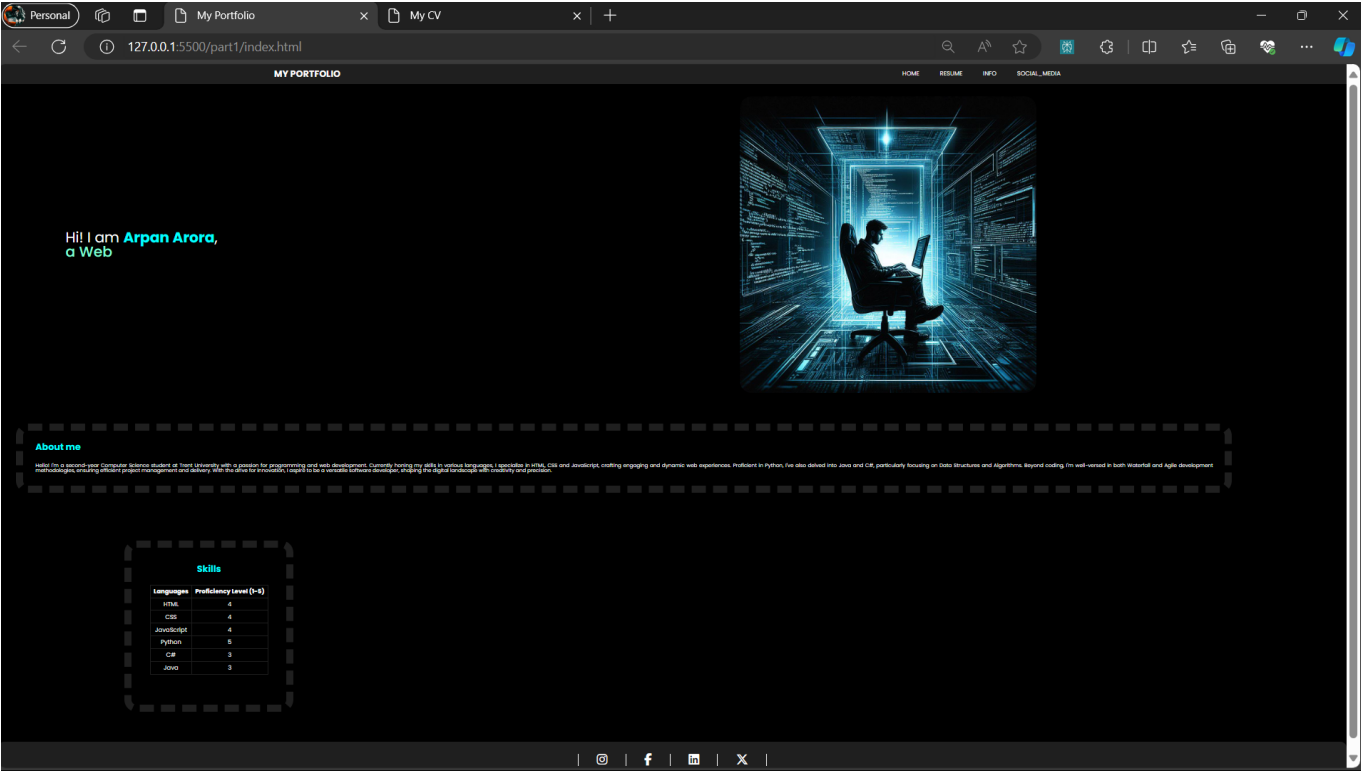 Personal
My Portfolio
My CV
127.0.0.1:5500/part1/index.html
MY PORTFOLIO
HOME RESUME INFO SOCIAL_MEDIA
Hi! I am Arpan Arora,
a Web
About me
Hello! I'm a second-year Computer Science student at Trent University with a passion for programming and web development. Currently honing my skills in various languages, I specialize in HTML, CSS and JavaScript, crafting engaging and dynamic web experiences. Proficient in Python, I've also delved into Java and C#, particularly focusing on Data Structures and Algorithms. Beyond coding, I'm well-versed in both Waterfall and Agile development
methodologies, ensuring efficient project management and delivery. With the drive for innovation, I aspire to be a versatile software developer, shaping the digital landscape with creativity and precision.
Skills
Languages Proficiency Level (1-5)
HTML 4
CSS 4
JavaScript 4
Python 5
C# 3
Java 3